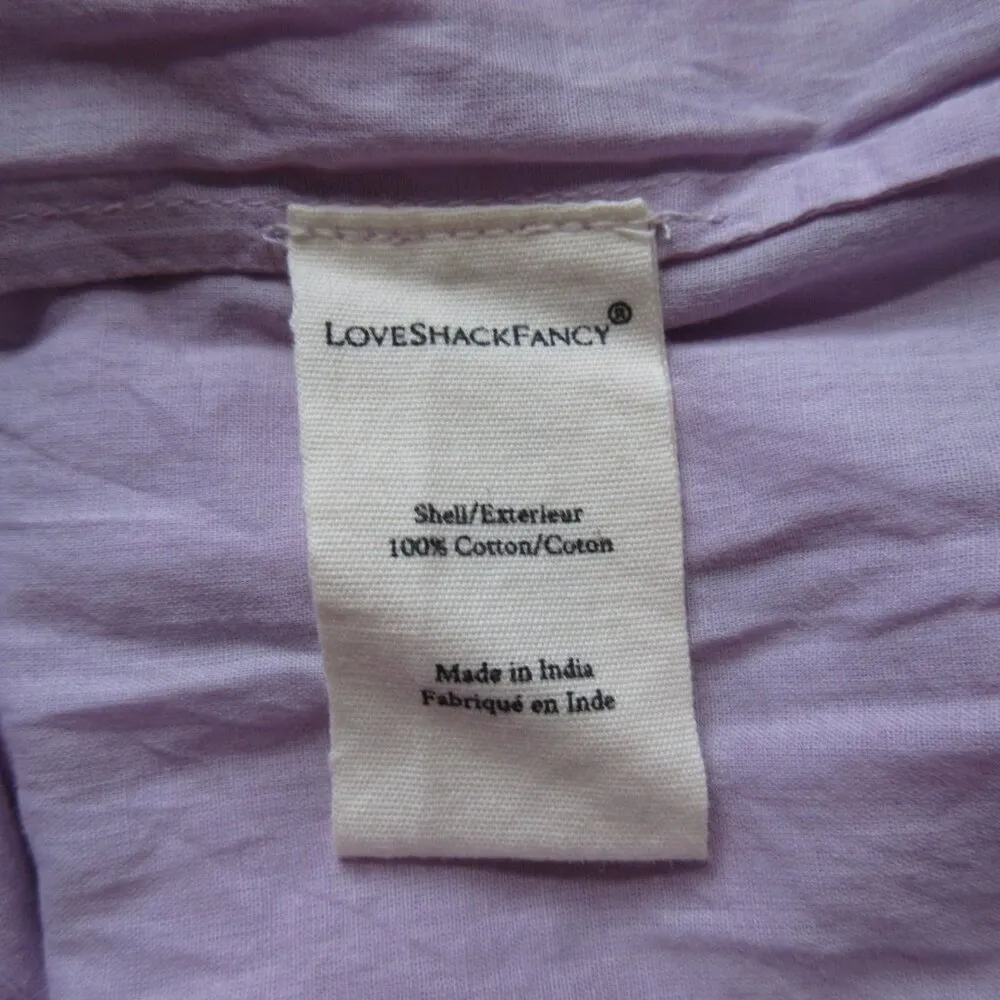 LOVESHACKFANCY®
Shell/Exterieur
100% Cotton/Coton
Made in India
Fabriqué en Inde